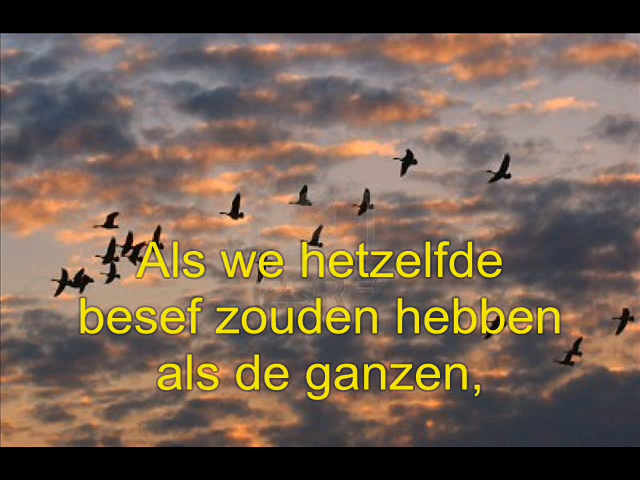 Als we hetzelfde
besef zouden hebben
als de ganzen,